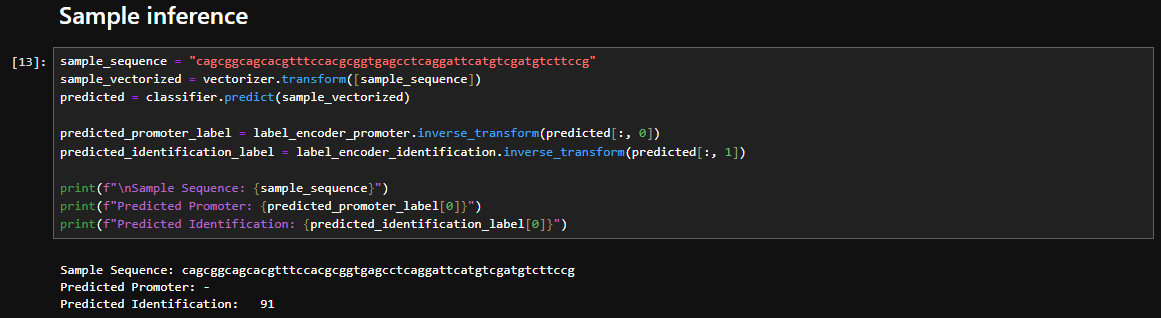 Sample inference
[13]: sample_sequence = "cagcggcagcacgtttccacgcggtgagcctcaggattcatgtcgatgtcttccg"
sample_vectorized = vectorizer.transform([sample_sequence])
predicted = classifier.predict(sample_vectorized)
predicted_promoter_label = label_encoder_promoter.inverse_transform(predicted[:, 0])
predicted_identification_label = label_encoder_identification.inverse_transform(predicted[:, 1])
print(f"\nSample Sequence: {sample_sequence}")
print(f"Predicted Promoter: {predicted_promoter_label[0]}")
print(f"Predicted Identification: {predicted_identification_label[0]}")
Sample Sequence: cagcggcagcacgtttccacgcggtgagcctcaggattcatgtcgatgtcttccg
Predicted Promoter: -
Predicted Identification:   91